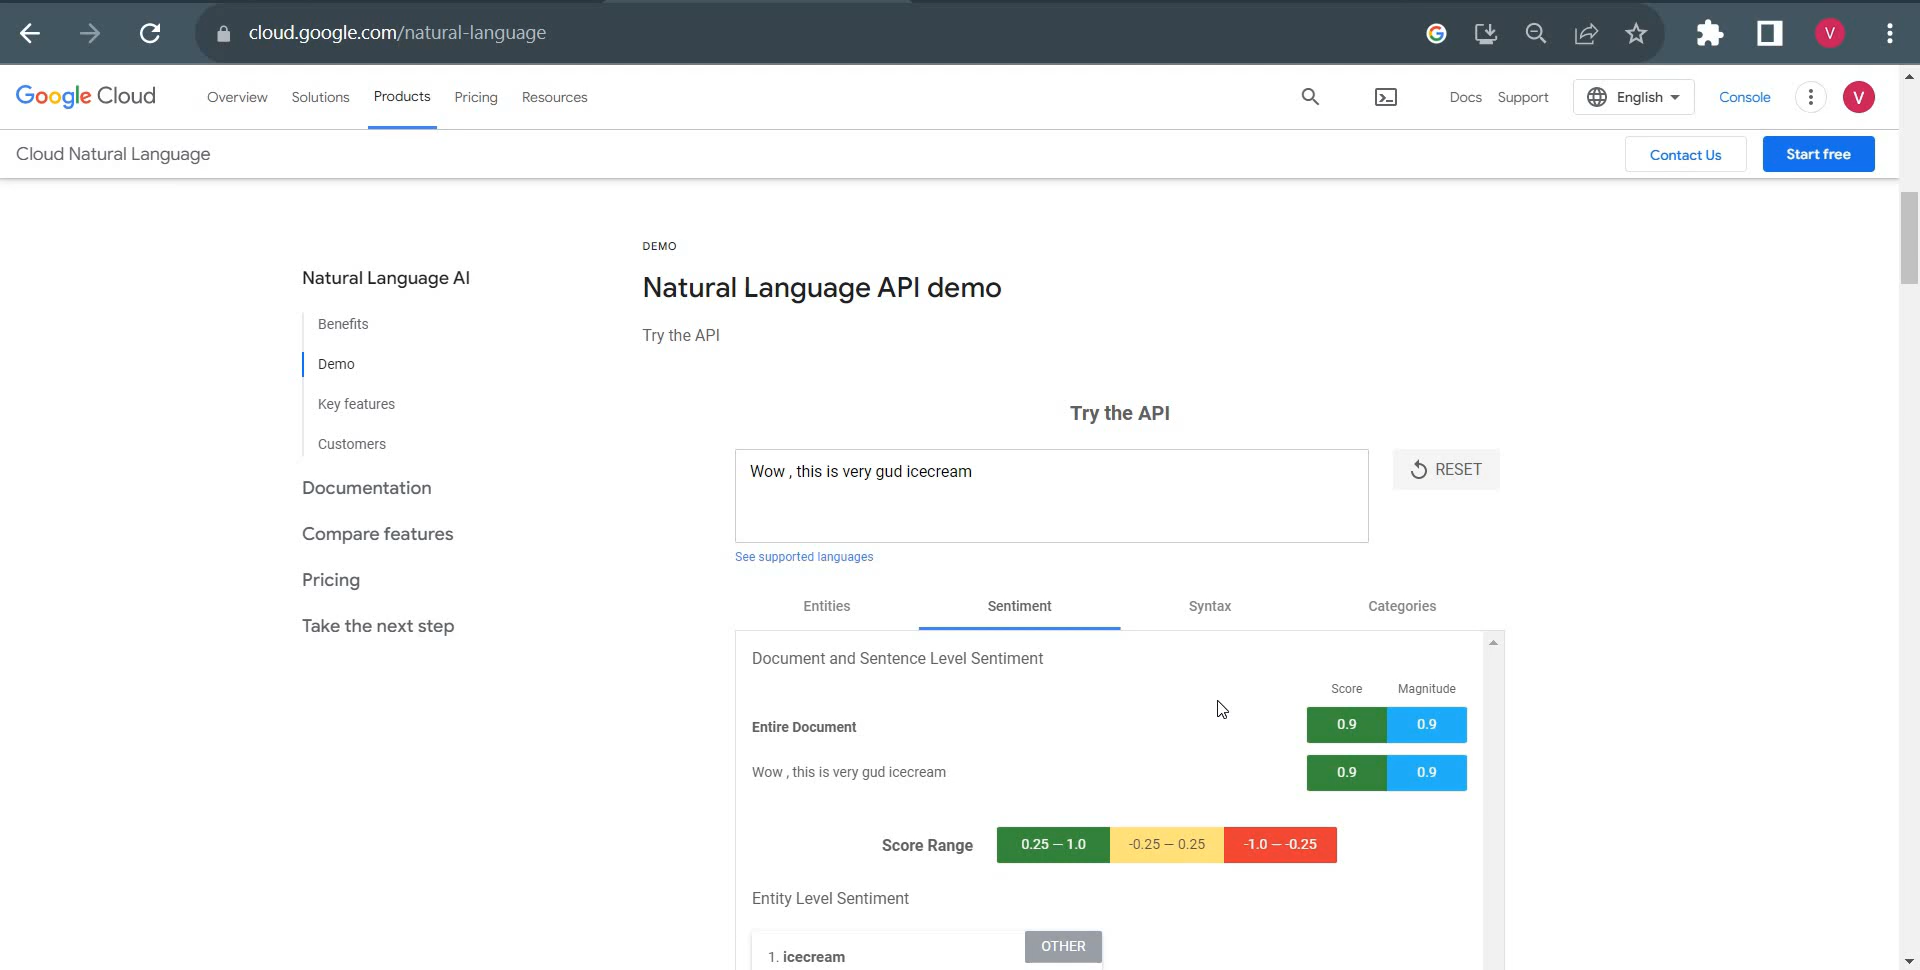 cloud.google.com/natural-language
V
Google Cloud
Overview Solutions Products Pricing Resources
Docs Support English Console V
Cloud Natural Language
Contact Us Start free
DEMO
Natural Language AI
Natural Language API demo
Benefits
Try the API
Demo
Key features
Try the API
Customers
Wow , this is very gud icecream RESET
Documentation
Compare features
See supported languages
Pricing
Entities Sentiment Syntax Categories
Take the next step
Document and Sentence Level Sentiment
Score Magnitude
Entire Document 0.9 0.9
Wow , this is very gud icecream 0.9 0.9
Score Range 0.25 — 1.0 -0.25 — 0.25 -1.0 — -0.25
Entity Level Sentiment
OTHER
1. icecream